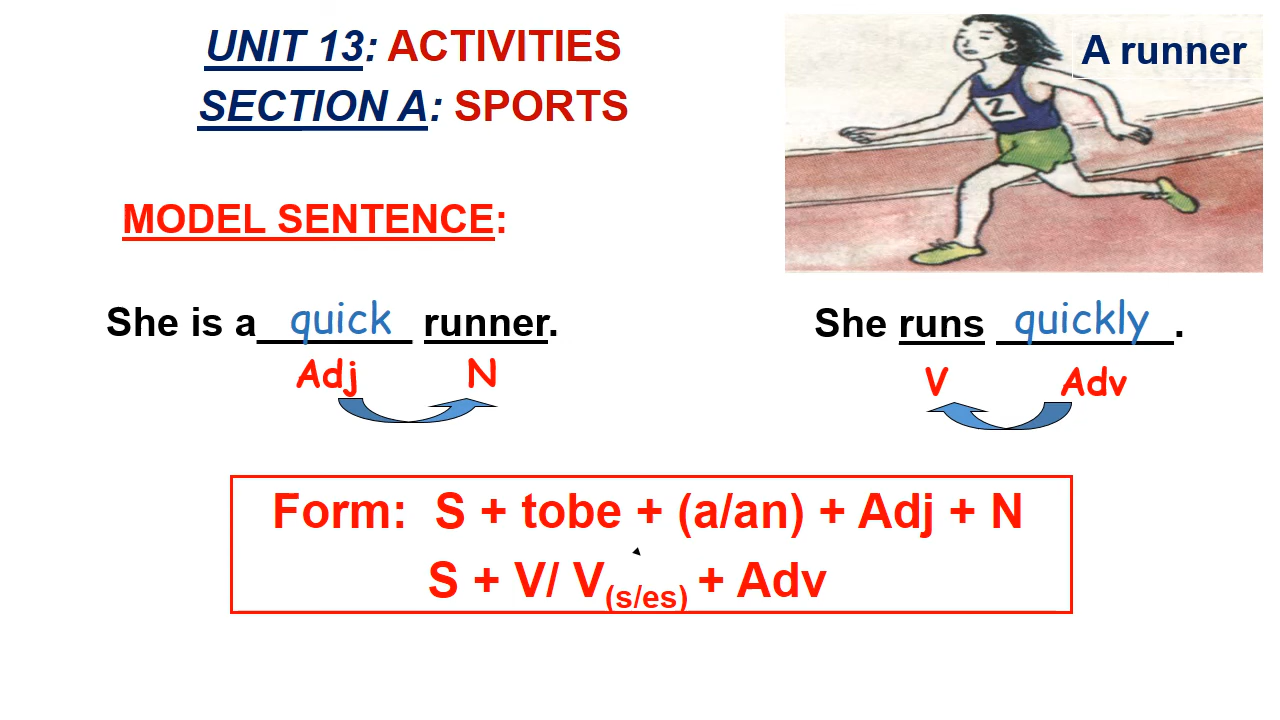 UNIT 13: ACTIVITIES
SECTION A: SPORTS
A runner
2
MODEL SENTENCE:
She is a quick runner.
Adj N
She runs quickly.
V Adv
Form: S + tobe + (a/an) + Adj + N
S + V/ V(s/es) + Adv